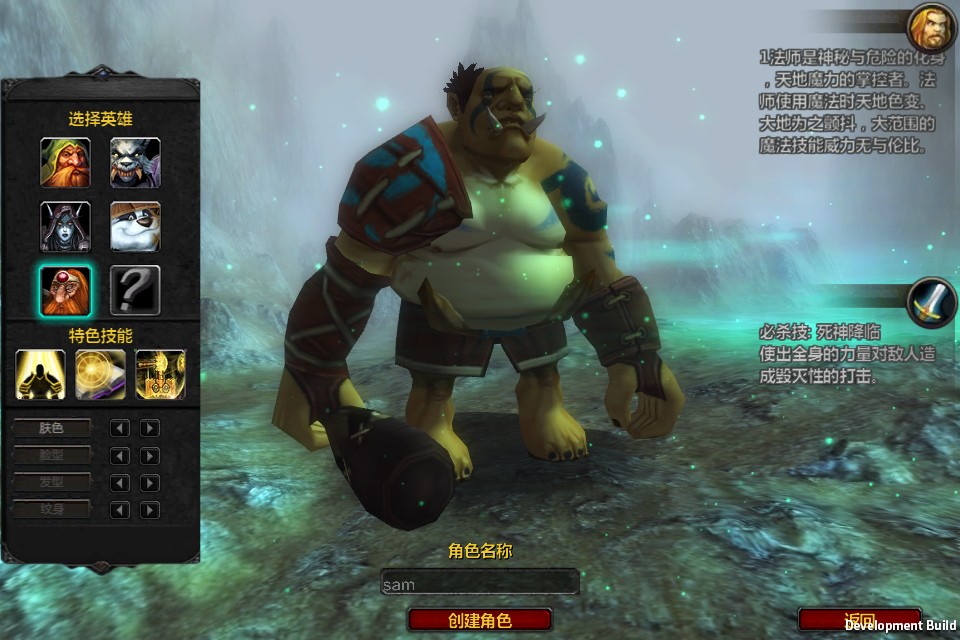 选择英雄
特色技能
肤色
脸型
发型
纹身
1法师是神秘与危险的化身
，天地魔力的掌控者。法
师使用魔法时天地色变。
大地为之颤抖，大范围的
魔法技能威力无与伦比。
必杀技: 死神降临
使出全身的力量对敌人造
成毁灭性的打击。
角色名称
sam
创建角色
返回
Development Build